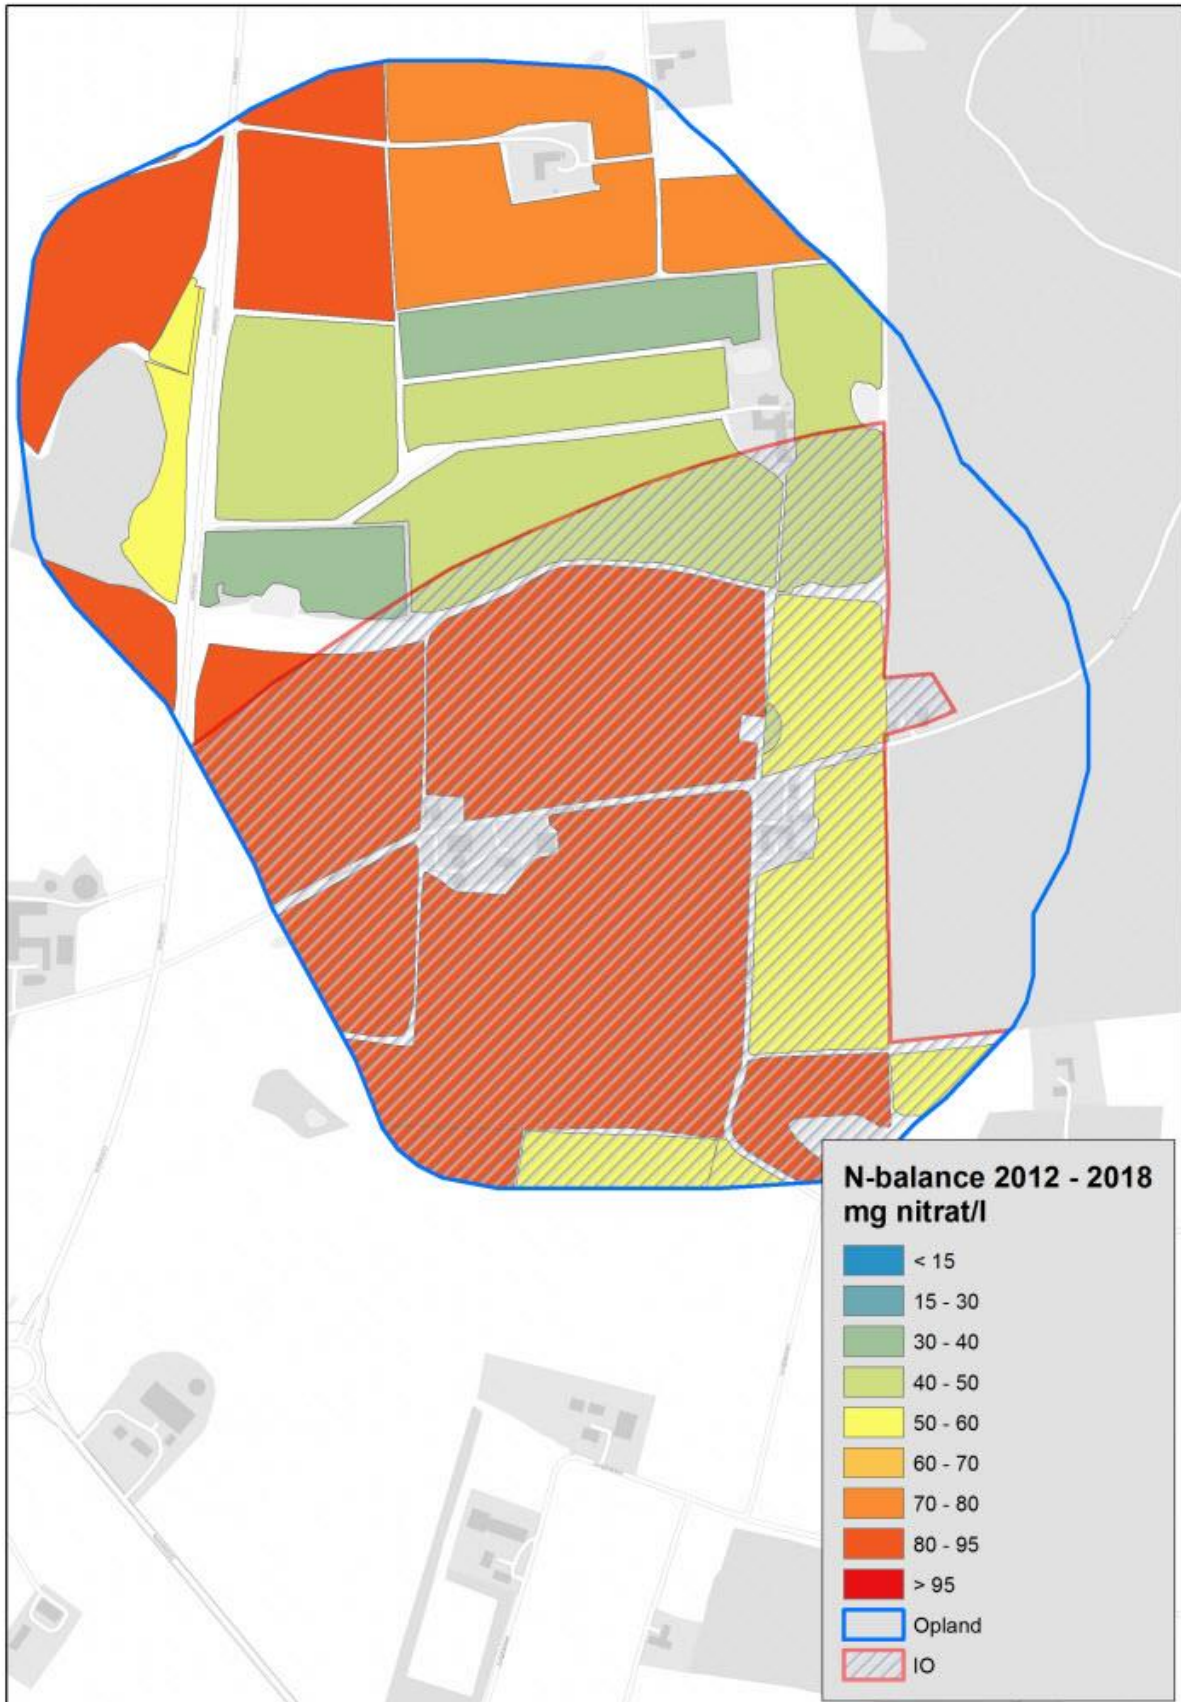 N-balance 2012 - 2018
mg nitrat/l
< 15
15 - 30
30 - 40
40 - 50
50 - 60
60 - 70
70 - 80
80 - 95
> 95
Opland
IO